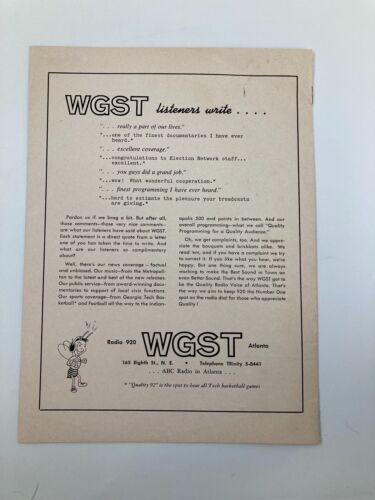 WGST listeners write . . . .
". . . really a part of our lives."
"...one of the finest documentaries I have ever
heard."
". . . excellent coverage."
"...congratulations to Election Network staff...
excellent."
". . . you guys did a grand job."
"...wow! What wonderful cooperation."
". . . finest programming I have ever heard."
"...hard to estimate the pleasure your broadcasts
are giving."
Pardon us if we brag a bit. But after all,
those comments—those very nice comments—
are what our listeners have said about WGST.
Each statement is a direct quote from a letter
one of you has taken the time to write. And
what are our listeners so complimentary
about?
Well, there's our news coverage — factual
and unbiased. Our music—from the Metropoli-
tan to the latest and best of the new releases.
Our public service—from award-winning docu-
mentaries to support of local civic functions.
Our sports coverage—from Georgia Tech Bas-
ketball* and Football all the way to the Indian-
apolis 500 and points in between. And our
overall programming—what we call "Quality
Programming for a Quality Audience."
Oh, we get complaints, too. And we appre-
ciate the bouquets and brickbats alike. We
read 'em, and if you have a complaint we try
to correct it. If you like what you hear, we're
happy. But one thing sure, we are always
working to make the Best Sound in Town an
even Better Sound. That's the way WGST got to
be the Quality Radio Voice of Atlanta. That's
the way we aim to keep 920 the Number One
spot on the radio dial for those who appreciate
Quality!
Radio 920 WGST Atlanta
165 Eighth St., N. E. • Telephone TRinity 5-8441
. . . ABC Radio in Atlanta . . .
* "Quality 92" is the spot to hear all Tech basketball games